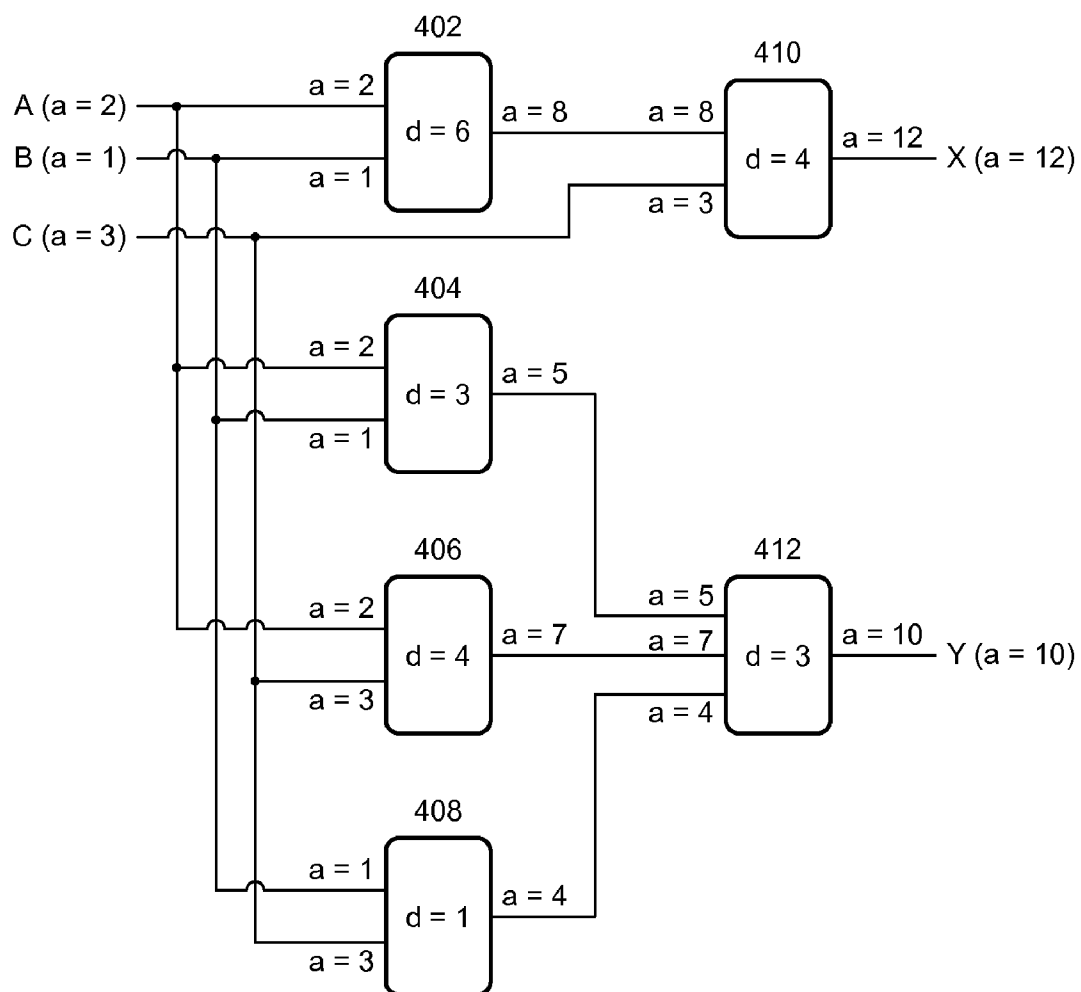 402
410
A (a = 2)
a = 2
d = 6
a = 8
a = 8
d = 4
a = 12
X (a = 12)
B (a = 1)
a = 1
a = 3
C (a = 3)
404
a = 2
d = 3
a = 5
a = 1
406
412
a = 2
d = 4
a = 7
a = 3
a = 5
a = 7
d = 3
a = 10
Y (a = 10)
a = 4
408
a = 1
d = 1
a = 4
a = 3